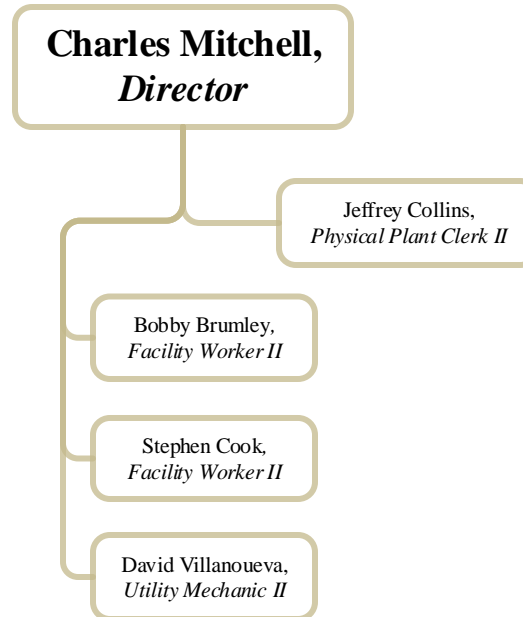 Charles Mitchell,
Director
Jeffrey Collins,
Physical Plant Clerk II
Bobby Brumley,
Facility Worker II
Stephen Cook,
Facility Worker II
David Villanoueva,
Utility Mechanic II